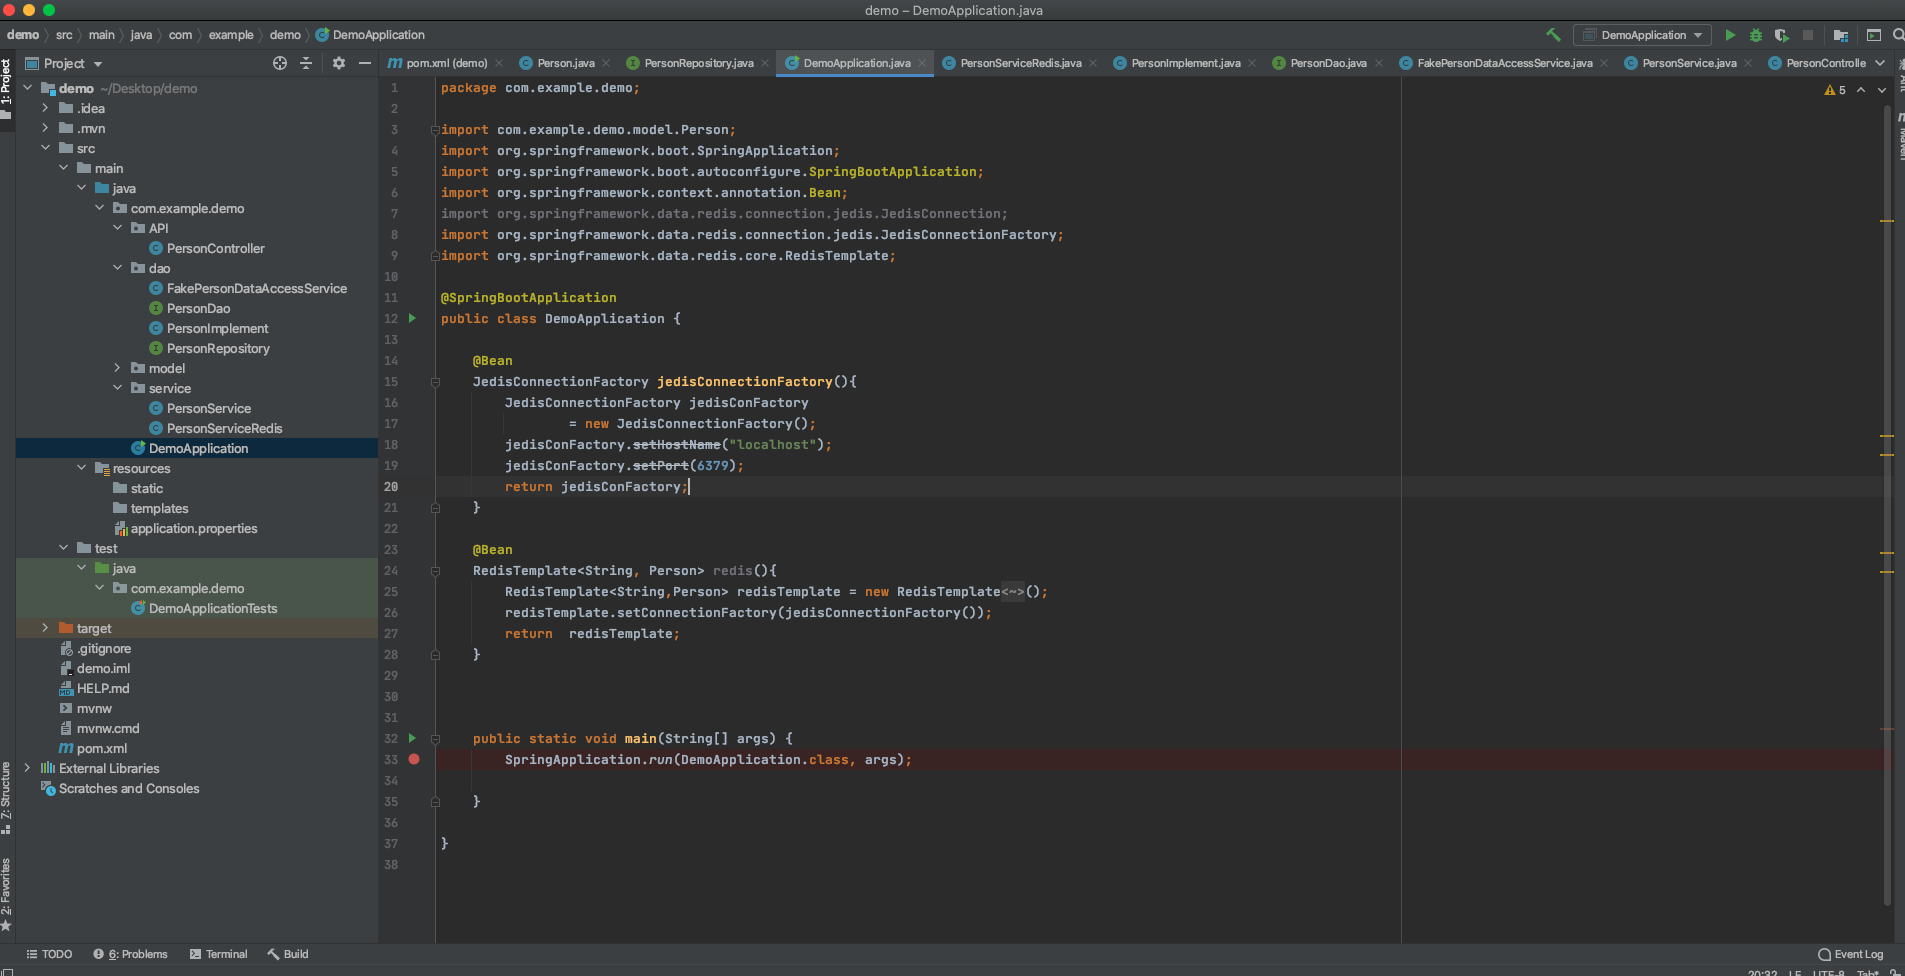 demo – DemoApplication.java
demo src main java com example demo DemoApplication
DemoApplication
Project
pom.xml (demo) Person.java PersonRepository.java DemoApplication.java PersonServiceRedis.java PersonImplement.java PersonDao.java FakePersonDataAccessService.java PersonService.java PersonControlle
1: Project
Z: Structure
2: Favorites
Maven
demo ~/Desktop/demo
.idea
.mvn
src
main
java
com.example.demo
API
PersonController
dao
FakePersonDataAccessService
PersonDao
PersonImplement
PersonRepository
model
service
PersonService
PersonServiceRedis
DemoApplication
resources
static
templates
application.properties
test
java
com.example.demo
DemoApplicationTests
target
.gitignore
demo.iml
HELP.md
mvnw
mvnw.cmd
pom.xml
External Libraries
Scratches and Consoles
5
1 package com.example.demo;
2
3 import com.example.demo.model.Person;
4 import org.springframework.boot.SpringApplication;
5 import org.springframework.boot.autoconfigure.SpringBootApplication;
6 import org.springframework.context.annotation.Bean;
7 import org.springframework.data.redis.connection.jedis.JedisConnection;
8 import org.springframework.data.redis.connection.jedis.JedisConnectionFactory;
9 import org.springframework.data.redis.core.RedisTemplate;
10
11 @SpringBootApplication
12 public class DemoApplication {
13
14 @Bean
15 JedisConnectionFactory jedisConnectionFactory(){
16 JedisConnectionFactory jedisConFactory
17 = new JedisConnectionFactory();
18 jedisConFactory.setHostName("localhost");
19 jedisConFactory.setPort(6379);
20 return jedisConFactory;
21 }
22
23 @Bean
24 RedisTemplate<String, Person> redis(){
25 RedisTemplate<String,Person> redisTemplate = new RedisTemplate<~>();
26 redisTemplate.setConnectionFactory(jedisConnectionFactory());
27 return redisTemplate;
28 }
29
30
31
32 public static void main(String[] args) {
33 SpringApplication.run(DemoApplication.class, args);
34
35 }
36
37 }
38
TODO 6: Problems Terminal Build Event Log
20:32 LF UTF-8 Tab*